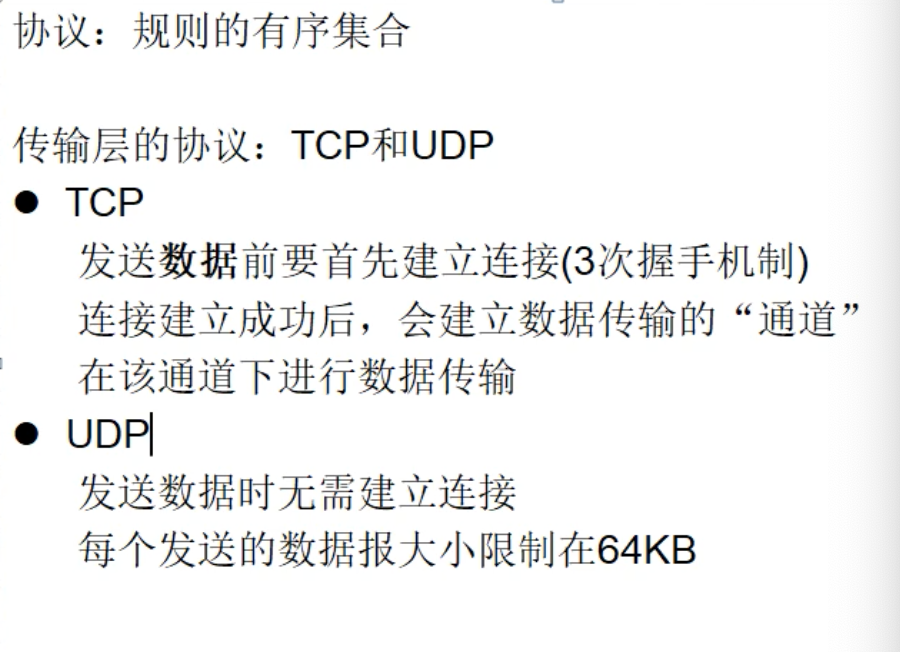 协议：规则的有序集合
传输层的协议：TCP和UDP
● TCP
发送数据前要首先建立连接(3次握手机制)
连接建立成功后，会建立数据传输的“通道”
在该通道下进行数据传输
● UDP
发送数据时无需建立连接
每个发送的数据报大小限制在64KB